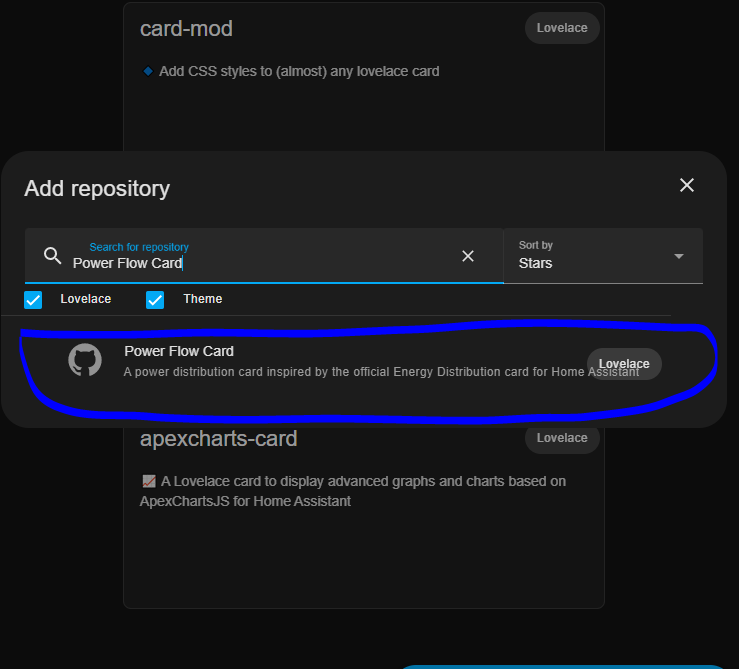 card-mod
Lovelace
Add CSS styles to (almost) any lovelace card
Add repository
Search for repository
Power Flow Card
Sort by
Stars
Lovelace
Theme
Power Flow Card
A power distribution card inspired by the official Energy Distribution card for Home Assistant
Lovelace
apexcharts-card
Lovelace
A Lovelace card to display advanced graphs and charts based on
ApexChartsJS for Home Assistant